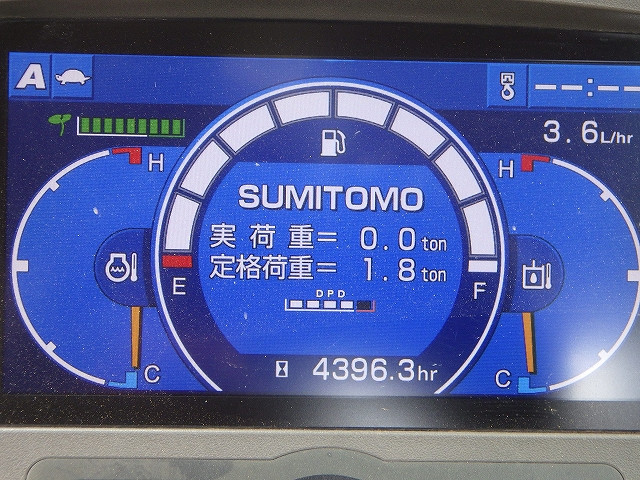 A
--:--
3.6L/hr
H
H
SUMITOMO
実荷重= 0.0ton
定格荷重= 1.8ton
E
F
DPD
C
4396.3hr
C